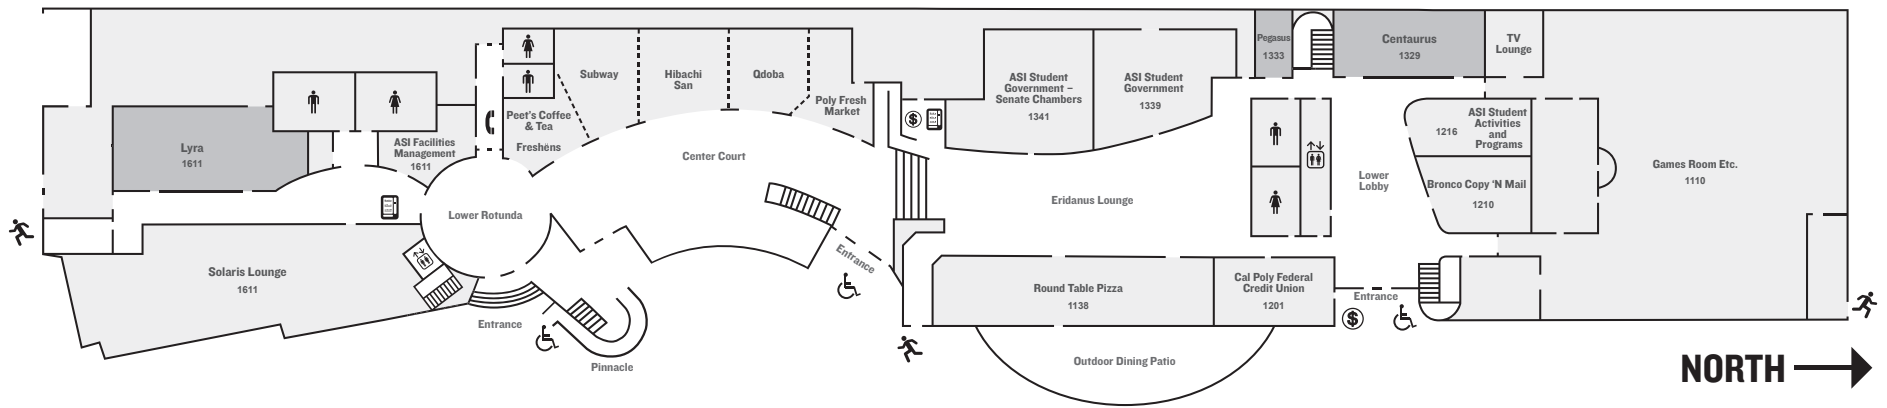 Lyra
1611
ASI Facilities
Management
1611
Solaris Lounge
1611
Lower Rotunda
Entrance
Pinnacle
Peet's Coffee
& Tea
Freshëns
Subway
Hibachi
San
Qdoba
Poly Fresh
Market
Center Court
Entrance
$
ASI Student
Government –
Senate Chambers
1341
ASI Student
Government
1339
Eridanus Lounge
Round Table Pizza
1138
Cal Poly Federal
Credit Union
1201
Outdoor Dining Patio
Pegasus
1333
Centaurus
1329
TV
Lounge
Lower
Lobby
1216
ASI Student
Activities
and
Programs
Bronco Copy 'N Mail
1210
Games Room Etc.
1110
Entrance
$
NORTH